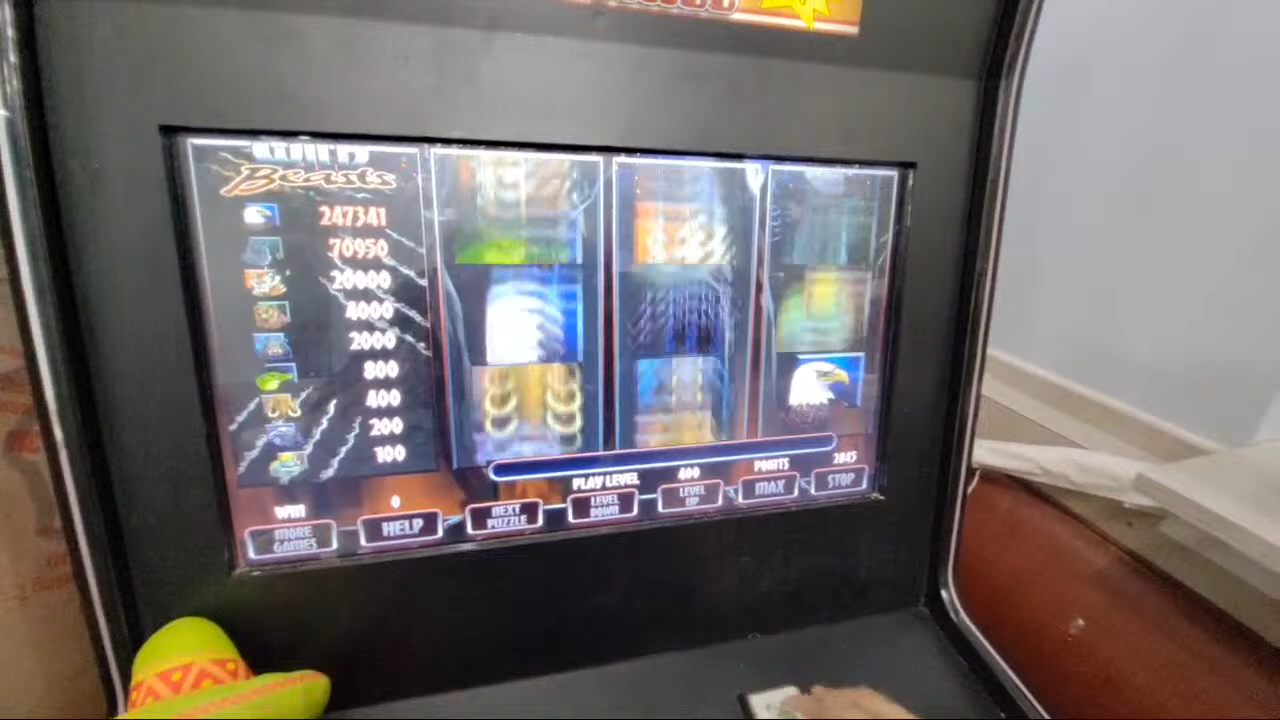 Beasts
247341
70950
20000
4000
2000
800
400
200
100
WIN 0
PLAY LEVEL 400
POINTS 2845
MORE GAMES
HELP
NEXT PUZZLE
LEVEL DOWN
LEVEL UP
MAX
STOP